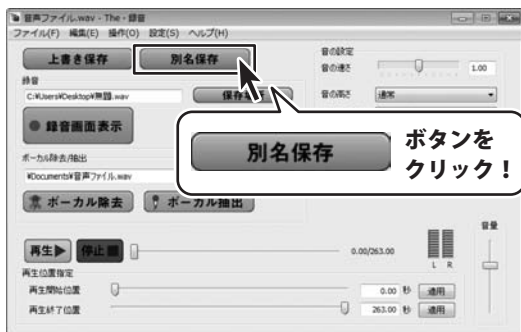 音声ファイル.wav - The・録音
ファイル(F) 編集(E) 操作(O) 設定(S) ヘルプ(H)
上書き保存
別名保存
音の設定
音の速さ
1.00
録音
C:¥Users¥Desktop¥無題.wav
音の高さ
通常
録音画面表示
別名保存
ボタンを
クリック!
ボーカル除去/抽出
¥Documents¥音声ファイル.wav
ボーカル除去
ボーカル抽出
音量
再生
停止
0.00/263.00
L R
再生位置指定
再生開始位置
0.00 秒 適用
再生終了位置
263.00 秒 適用